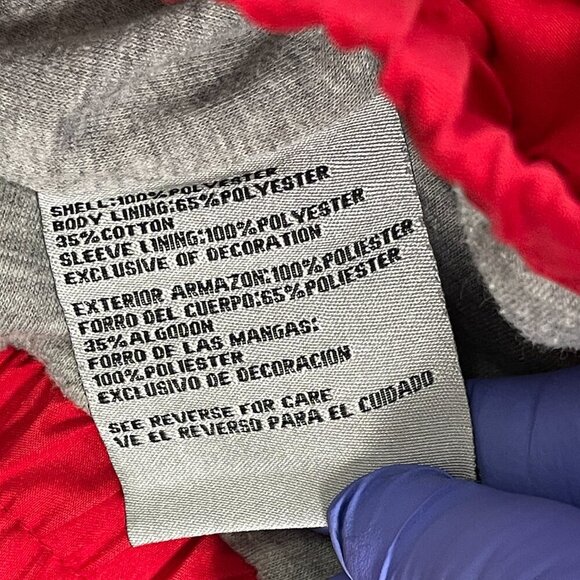 SHELL:100%POLYESTER
BODY LINING:65%POLYESTER
35%COTTON
SLEEVE LINING:100%POLYESTER
EXCLUSIVE OF DECORATION
EXTERIOR ARMAZON:100%POLIESTER
FORRO DEL CUERPO:65%POLIESTER
35%ALGODON
FORRO DE LAS MANGAS:
100%POLIESTER
EXCLUSIVO DE DECORACION
SEE REVERSE FOR CARE
VE EL REVERSO PARA EL CUIDADO